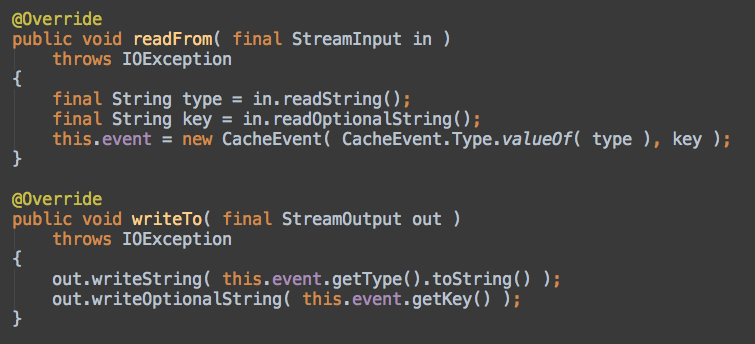 @Override
public void readFrom( final StreamInput in )
    throws IOException
{
    final String type = in.readString();
    final String key = in.readOptionalString();
    this.event = new CacheEvent( CacheEvent.Type.valueOf( type ), key );
}

@Override
public void writeTo( final StreamOutput out )
    throws IOException
{
    out.writeString( this.event.getType().toString() );
    out.writeOptionalString( this.event.getKey() );
}